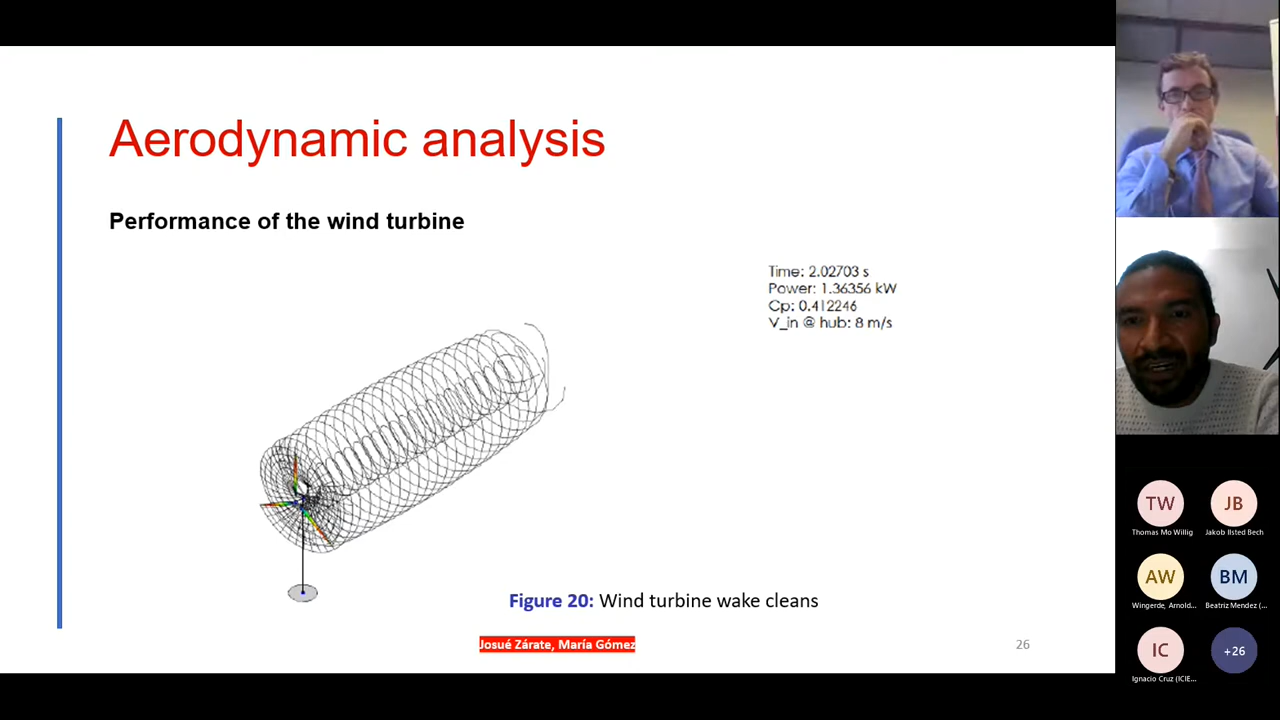 Aerodynamic analysis
Performance of the wind turbine
Time: 2.02703 s
Power: 1.36356 kW
Cp: 0.412246
V_in @ hub: 8 m/s
Figure 20: Wind turbine wake cleans
Josué Zárate, María Gómez
26
TW
JB
Thomas Mo Willig
Jakob Ilsted Bech
AW
BM
Wingerde, Arnold...
Beatriz Mendez (...
IC
+26
Ignacio Cruz (ICIE...